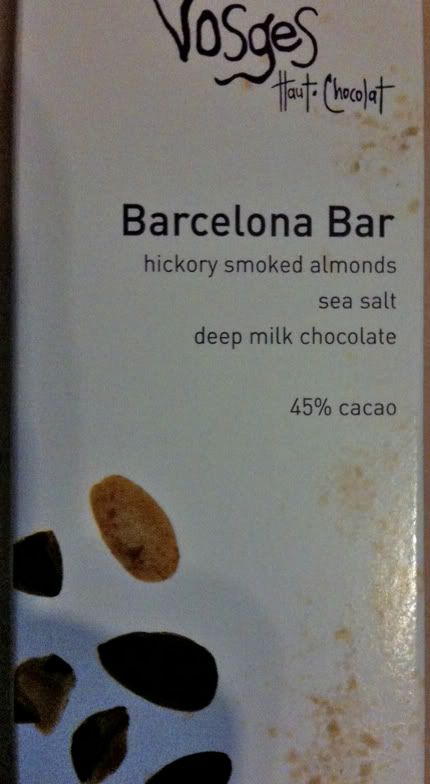 Vosges
Haut·Chocolat
Barcelona Bar
hickory smoked almonds
sea salt
deep milk chocolate
45% cacao